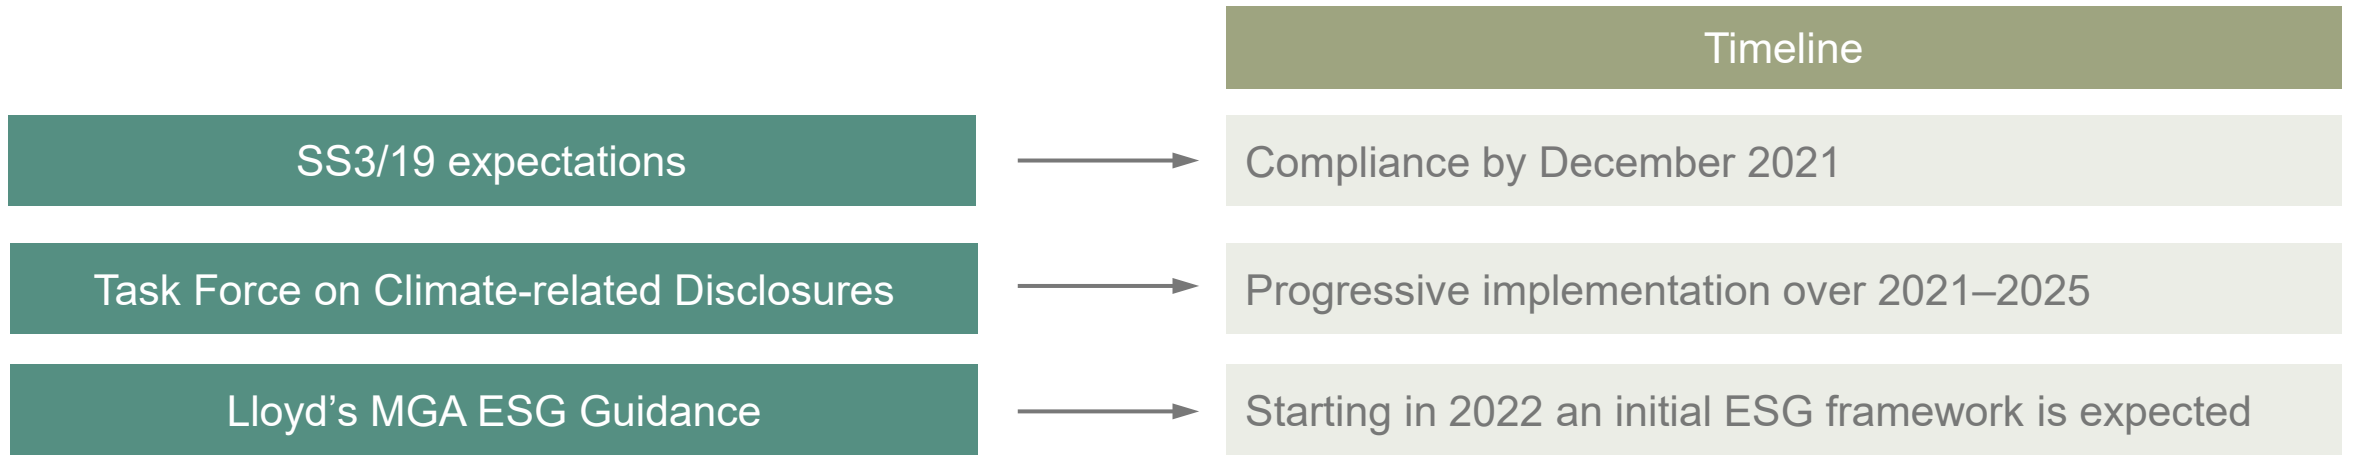 Timeline
SS3/19 expectations
Compliance by December 2021
Task Force on Climate-related Disclosures
Progressive implementation over 2021–2025
Lloyd’s MGA ESG Guidance
Starting in 2022 an initial ESG framework is expected